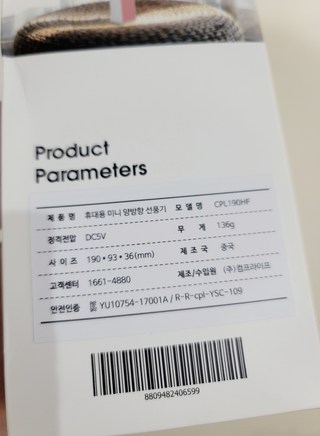 Product
Parameters
제 품 명 휴대용 미니 양방향 선풍기 모 델 명 CPL190HF
정격전압 DC5V 무 게 136g
사 이 즈 190*93*36(mm) 제 조 국 중국
고객센터 1661-4880 제조/수입원 (주)컴프라이프
안전인증 YU10754-17001A / R-R-cpl-YSC-109
8809482406599